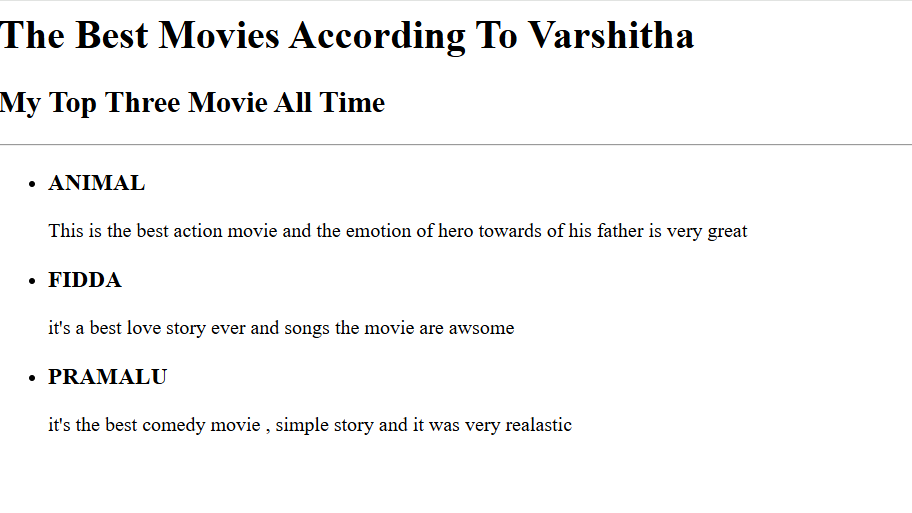 The Best Movies According To Varshitha
My Top Three Movie All Time
ANIMAL
This is the best action movie and the emotion of hero towards of his father is very great
FIDDA
it's a best love story ever and songs the movie are awsome
PRAMALU
it's the best comedy movie , simple story and it was very realastic